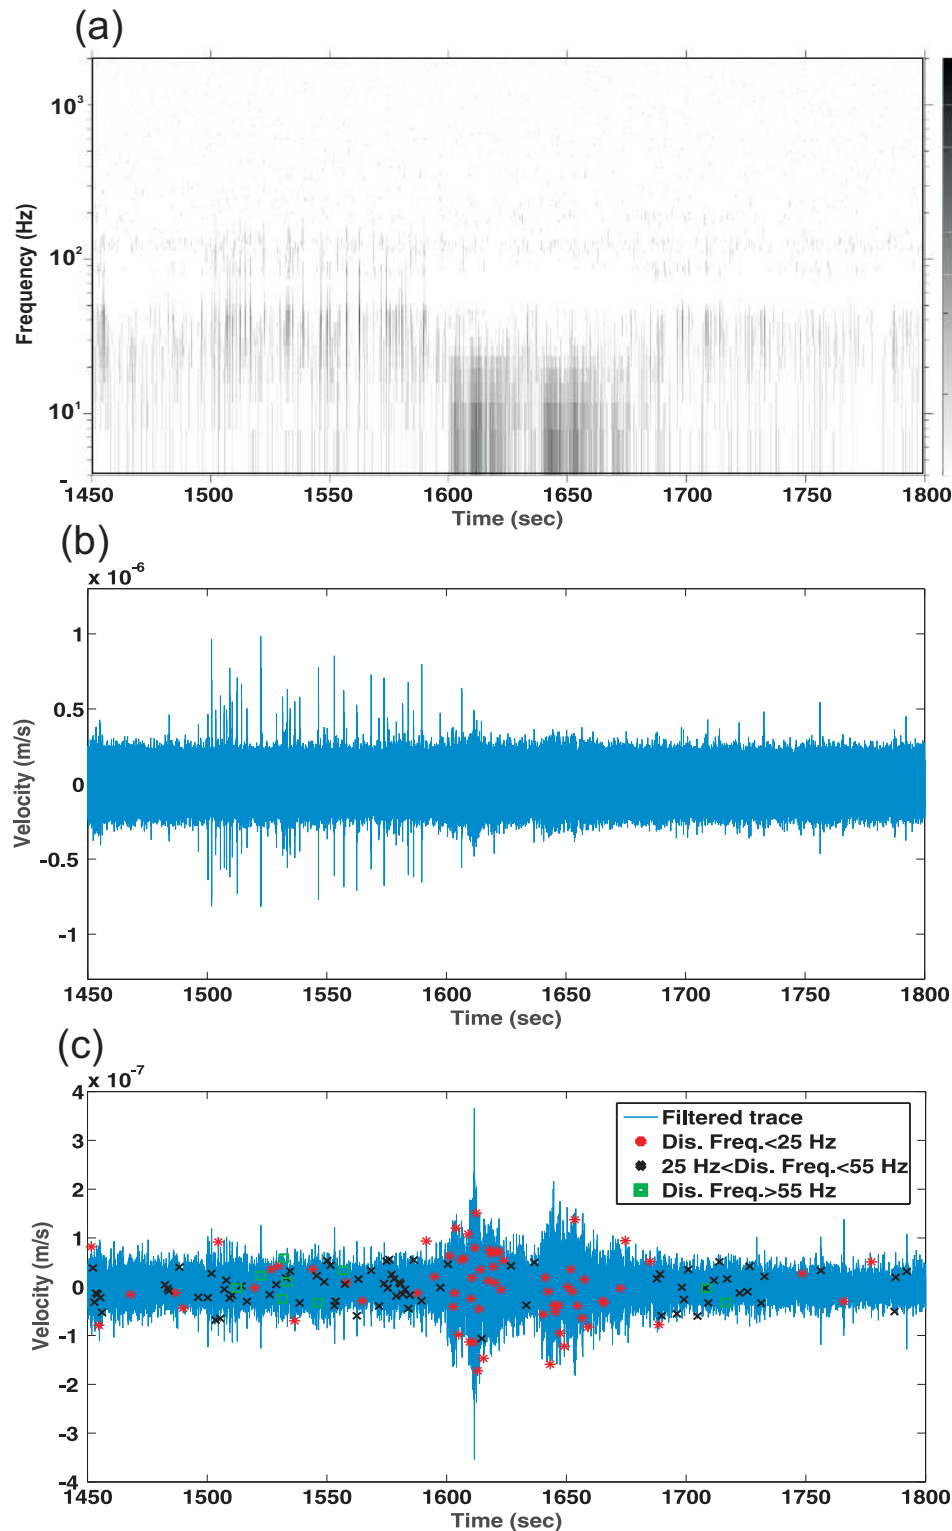 (a)
10³
10²
10¹
-
Frequency (Hz)
1450 1500 1550 1600 1650 1700 1750 1800
Time (sec)
(b)
x 10⁻⁶
1
0.5
0
-0.5
-1
Velocity (m/s)
1450 1500 1550 1600 1650 1700 1750 1800
Time (sec)
(c)
x 10⁻⁷
4
3
2
1
0
-1
-2
-3
-4
Velocity (m/s)
Filtered trace
Dis. Freq.<25 Hz
25 Hz<Dis. Freq.<55 Hz
Dis. Freq.>55 Hz
1450 1500 1550 1600 1650 1700 1750 1800
Time (sec)